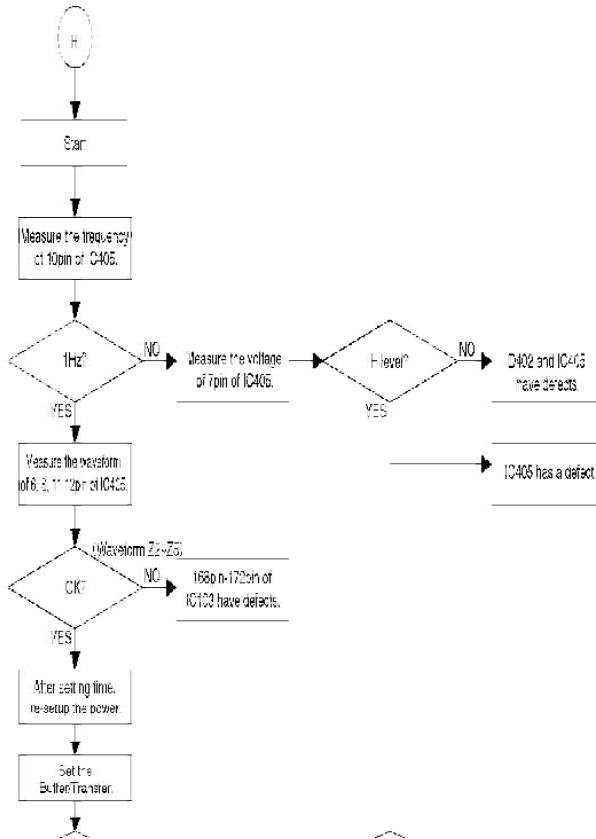 H
Start
Measure the frequency
of 10pin of IC405.
1Hz?
NO
YES
Measure the voltage
of 7pin of IC405.
H level?
NO
YES
D402 and IC405
have defects.
IC405 has a defect.
Measure the waveform
of 6, 8, 11,12pin of IC405.
(Waveform Z2~Z5)
OK?
NO
YES
168pin-172pin of
IC103 have defects.
After setting time,
re-setup the power.
Set the
Buffer/Transfer.